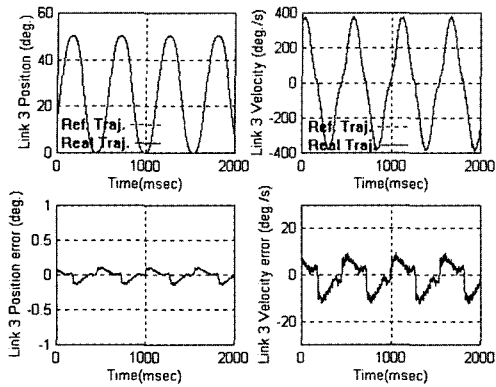 Link 3 Position (deg.)
60
40
20
0
Ref. Traj.
Real Traj.
0
1000
2000
Time(msec)
Link 3 Velocity (deg./s)
400
200
0
-200
-400
Ref. Traj.
Real Traj.
0
1000
2000
Time(msec)
Link 3 Position error (deg.)
1
0.5
0
-0.5
-1
0
1000
2000
Time(msec)
Link 3 Velocity error (deg/s)
20
0
-20
0
1000
2000
Time(msec)